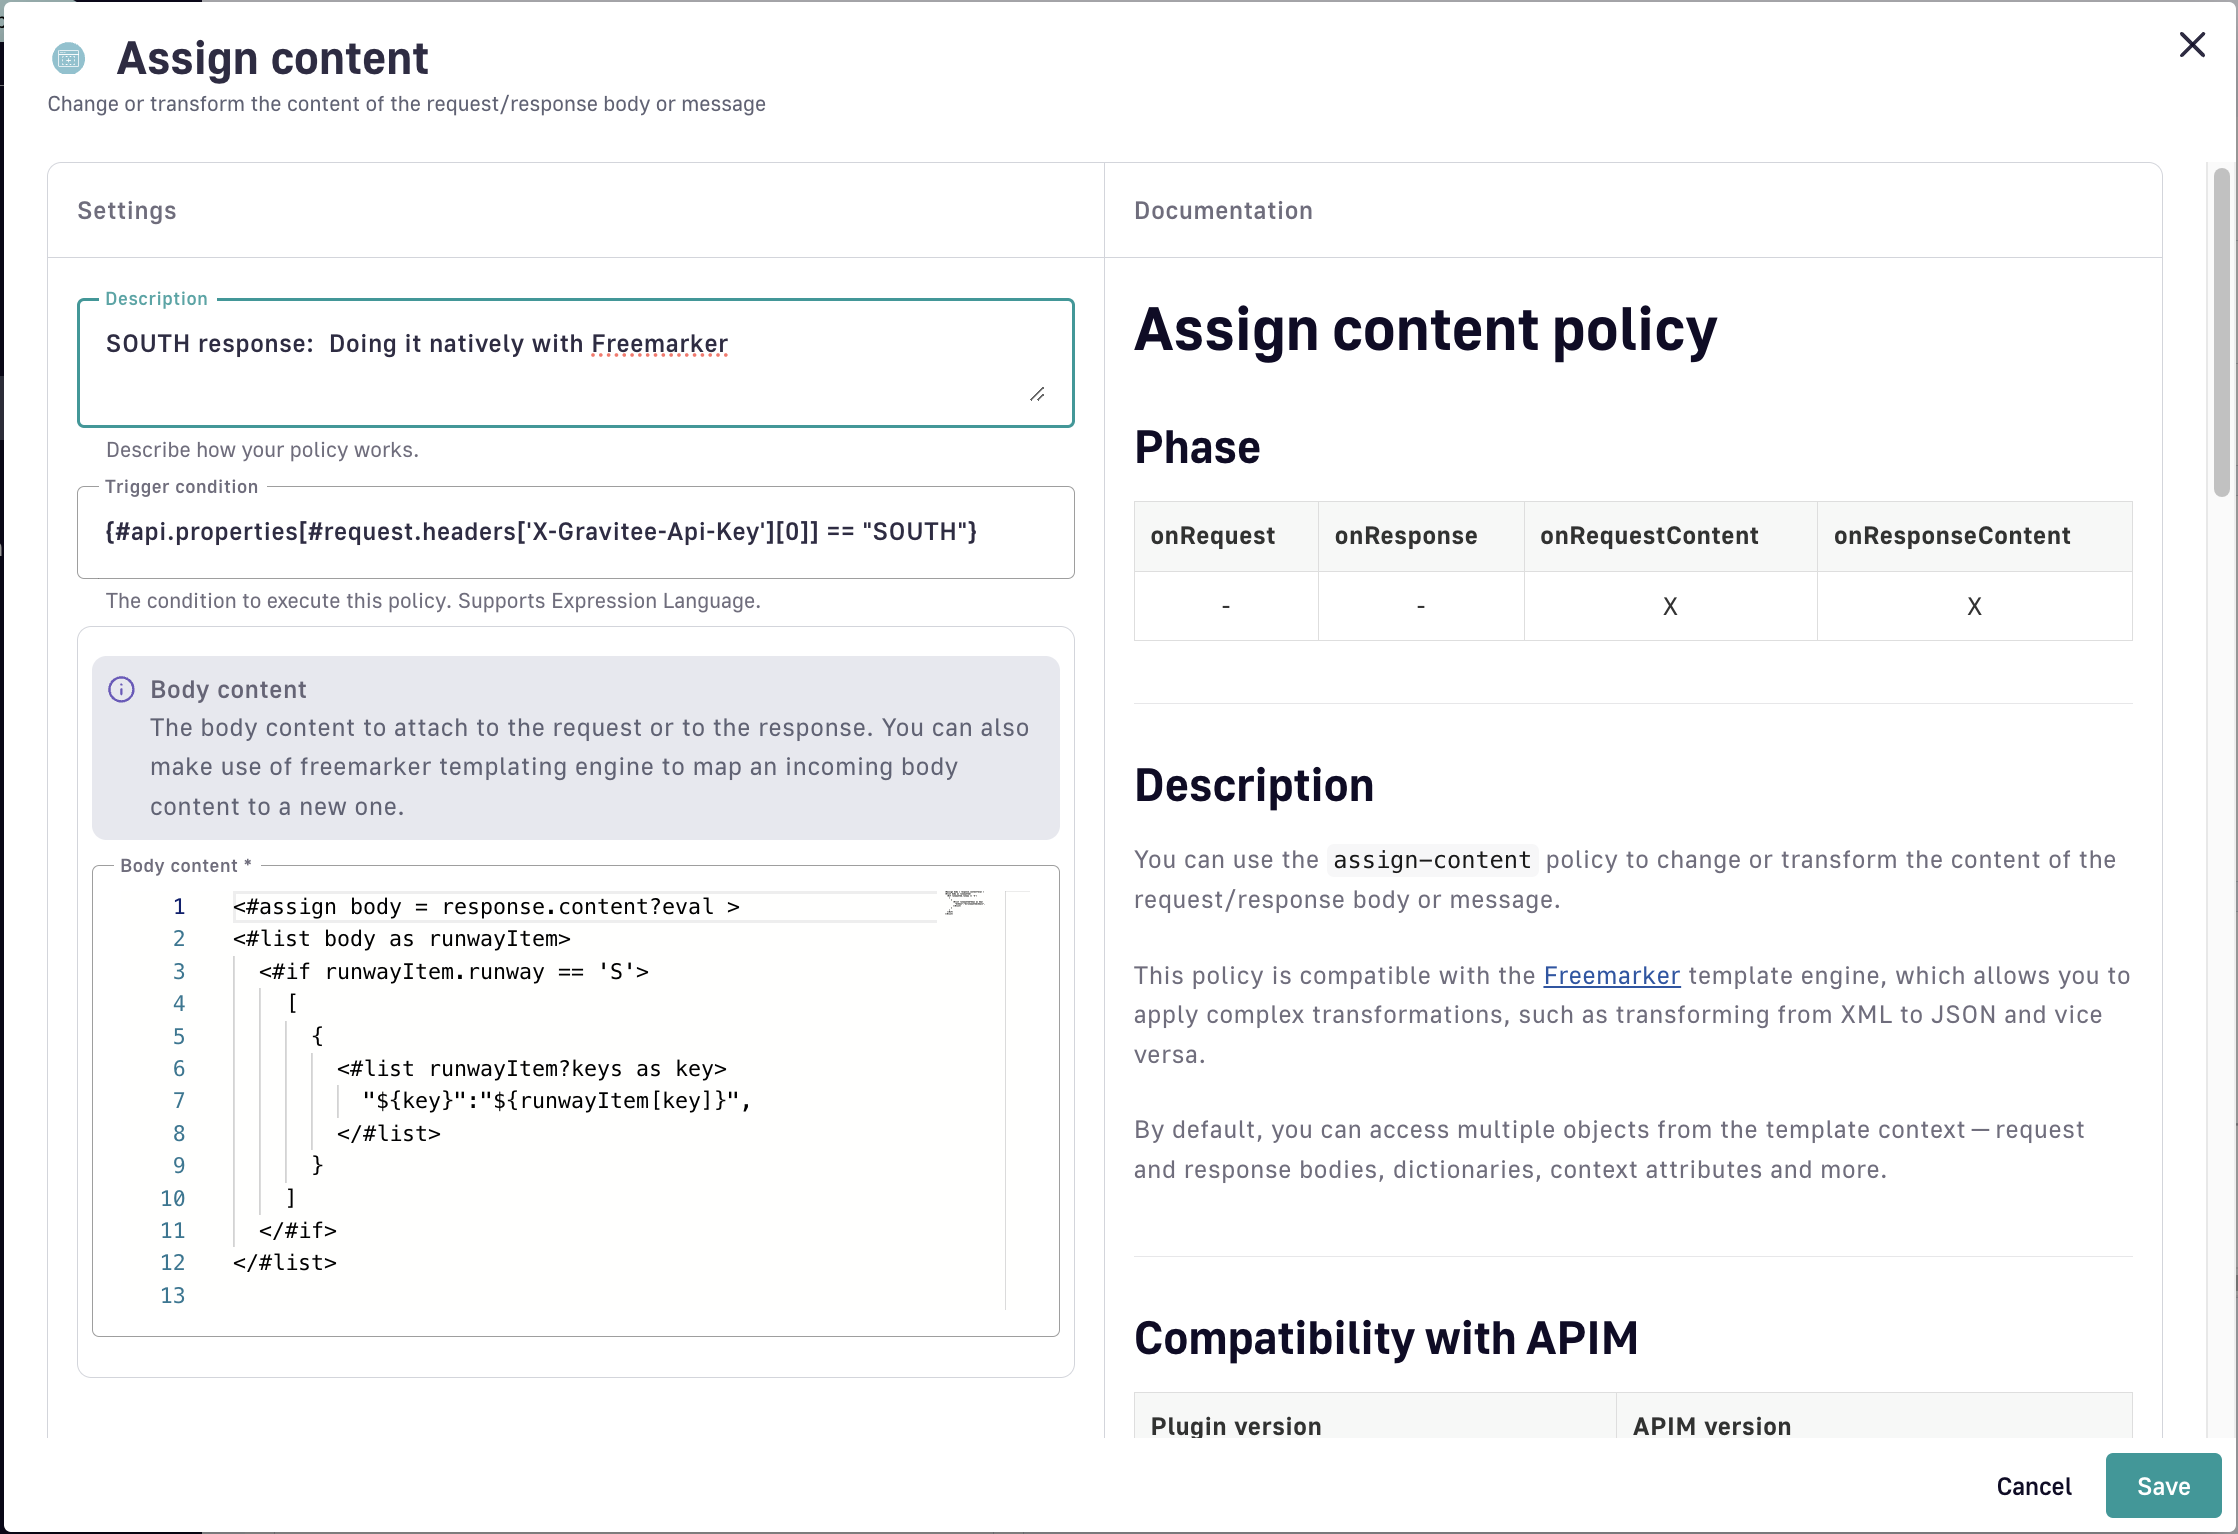 Assign content
Change or transform the content of the request/response body or message
Settings
Description
SOUTH response:  Doing it natively with Freemarker
Describe how your policy works.
Trigger condition
{#api.properties[#request.headers['X-Gravitee-Api-Key'][0]] == "SOUTH"}
The condition to execute this policy. Supports Expression Language.
Body content
The body content to attach to the request or to the response. You can also
make use of freemarker templating engine to map an incoming body
content to a new one.
Body content *
1 <#assign body = response.content?eval >
2 <#list body as runwayItem>
3   <#if runwayItem.runway == 'S'>
4     [
5       {
6         <#list runwayItem?keys as key>
7           "${key}":"${runwayItem[key]}",
8         </#list>
9       }
10     ]
11   </#if>
12 </#list>
13
Documentation
Assign content policy
Phase
onRequest onResponse onRequestContent onResponseContent
- - X X
Description
You can use the assign-content policy to change or transform the content of the
request/response body or message.
This policy is compatible with the Freemarker template engine, which allows you to
apply complex transformations, such as transforming from XML to JSON and vice
versa.
By default, you can access multiple objects from the template context — request
and response bodies, dictionaries, context attributes and more.
Compatibility with APIM
Plugin version APIM version
Cancel Save